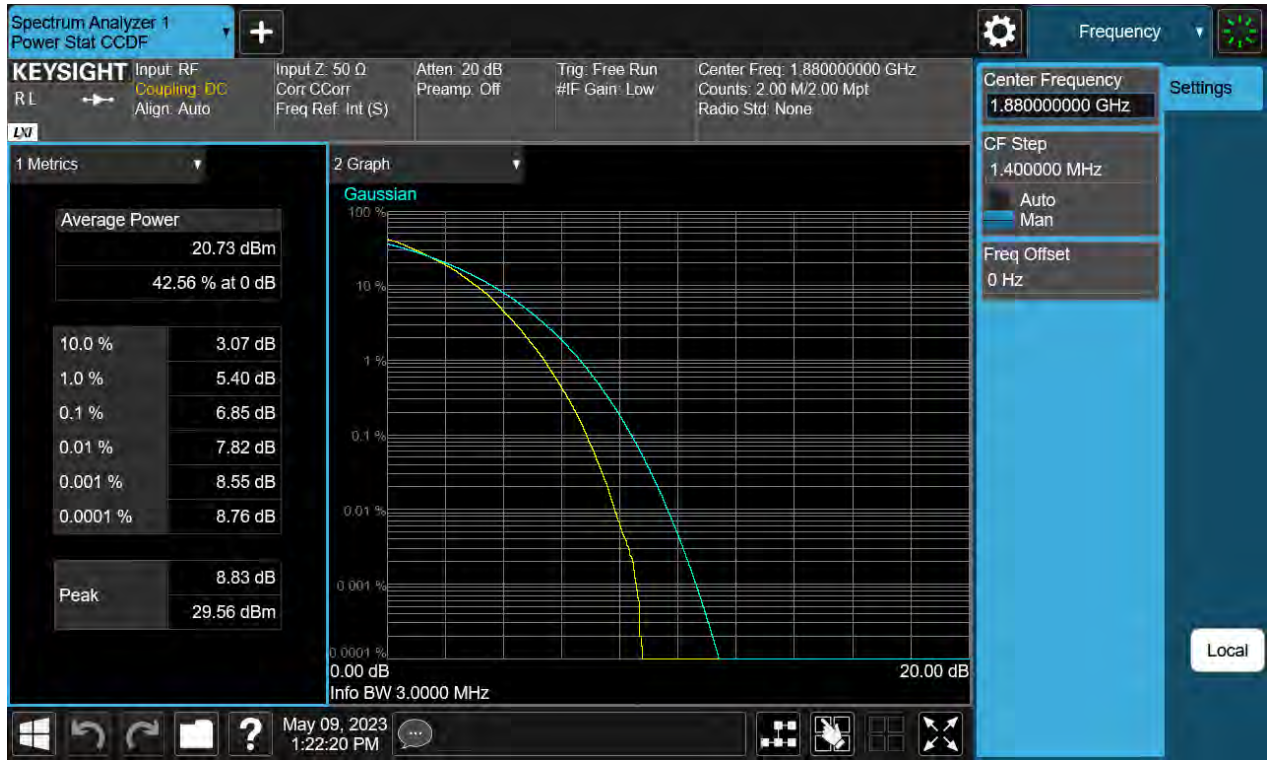 Spectrum Analyzer 1
Power Stat CCDF
Frequency
KEYSIGHT
RL
LXI
Input: RF
Coupling: DC
Align: Auto
Input Z: 50 Ω
Corr CCorr
Freq Ref: Int (S)
Atten: 20 dB
Preamp: Off
Trig: Free Run
#IF Gain: Low
Center Freq: 1.880000000 GHz
Counts: 2.00 M/2.00 Mpt
Radio Std: None
Center Frequency
1.880000000 GHz
Settings
CF Step
1.400000 MHz
Auto
Man
Freq Offset
0 Hz
1 Metrics
Average Power
20.73 dBm
42.56 % at 0 dB
10.0 % 3.07 dB
1.0 % 5.40 dB
0.1 % 6.85 dB
0.01 % 7.82 dB
0.001 % 8.55 dB
0.0001 % 8.76 dB
Peak
8.83 dB
29.56 dBm
2 Graph
Gaussian
100 %
10 %
1 %
0.1 %
0.01 %
0.001 %
0.0001 %
0.00 dB 20.00 dB
Info BW 3.0000 MHz
Local
May 09, 2023
1:22:20 PM